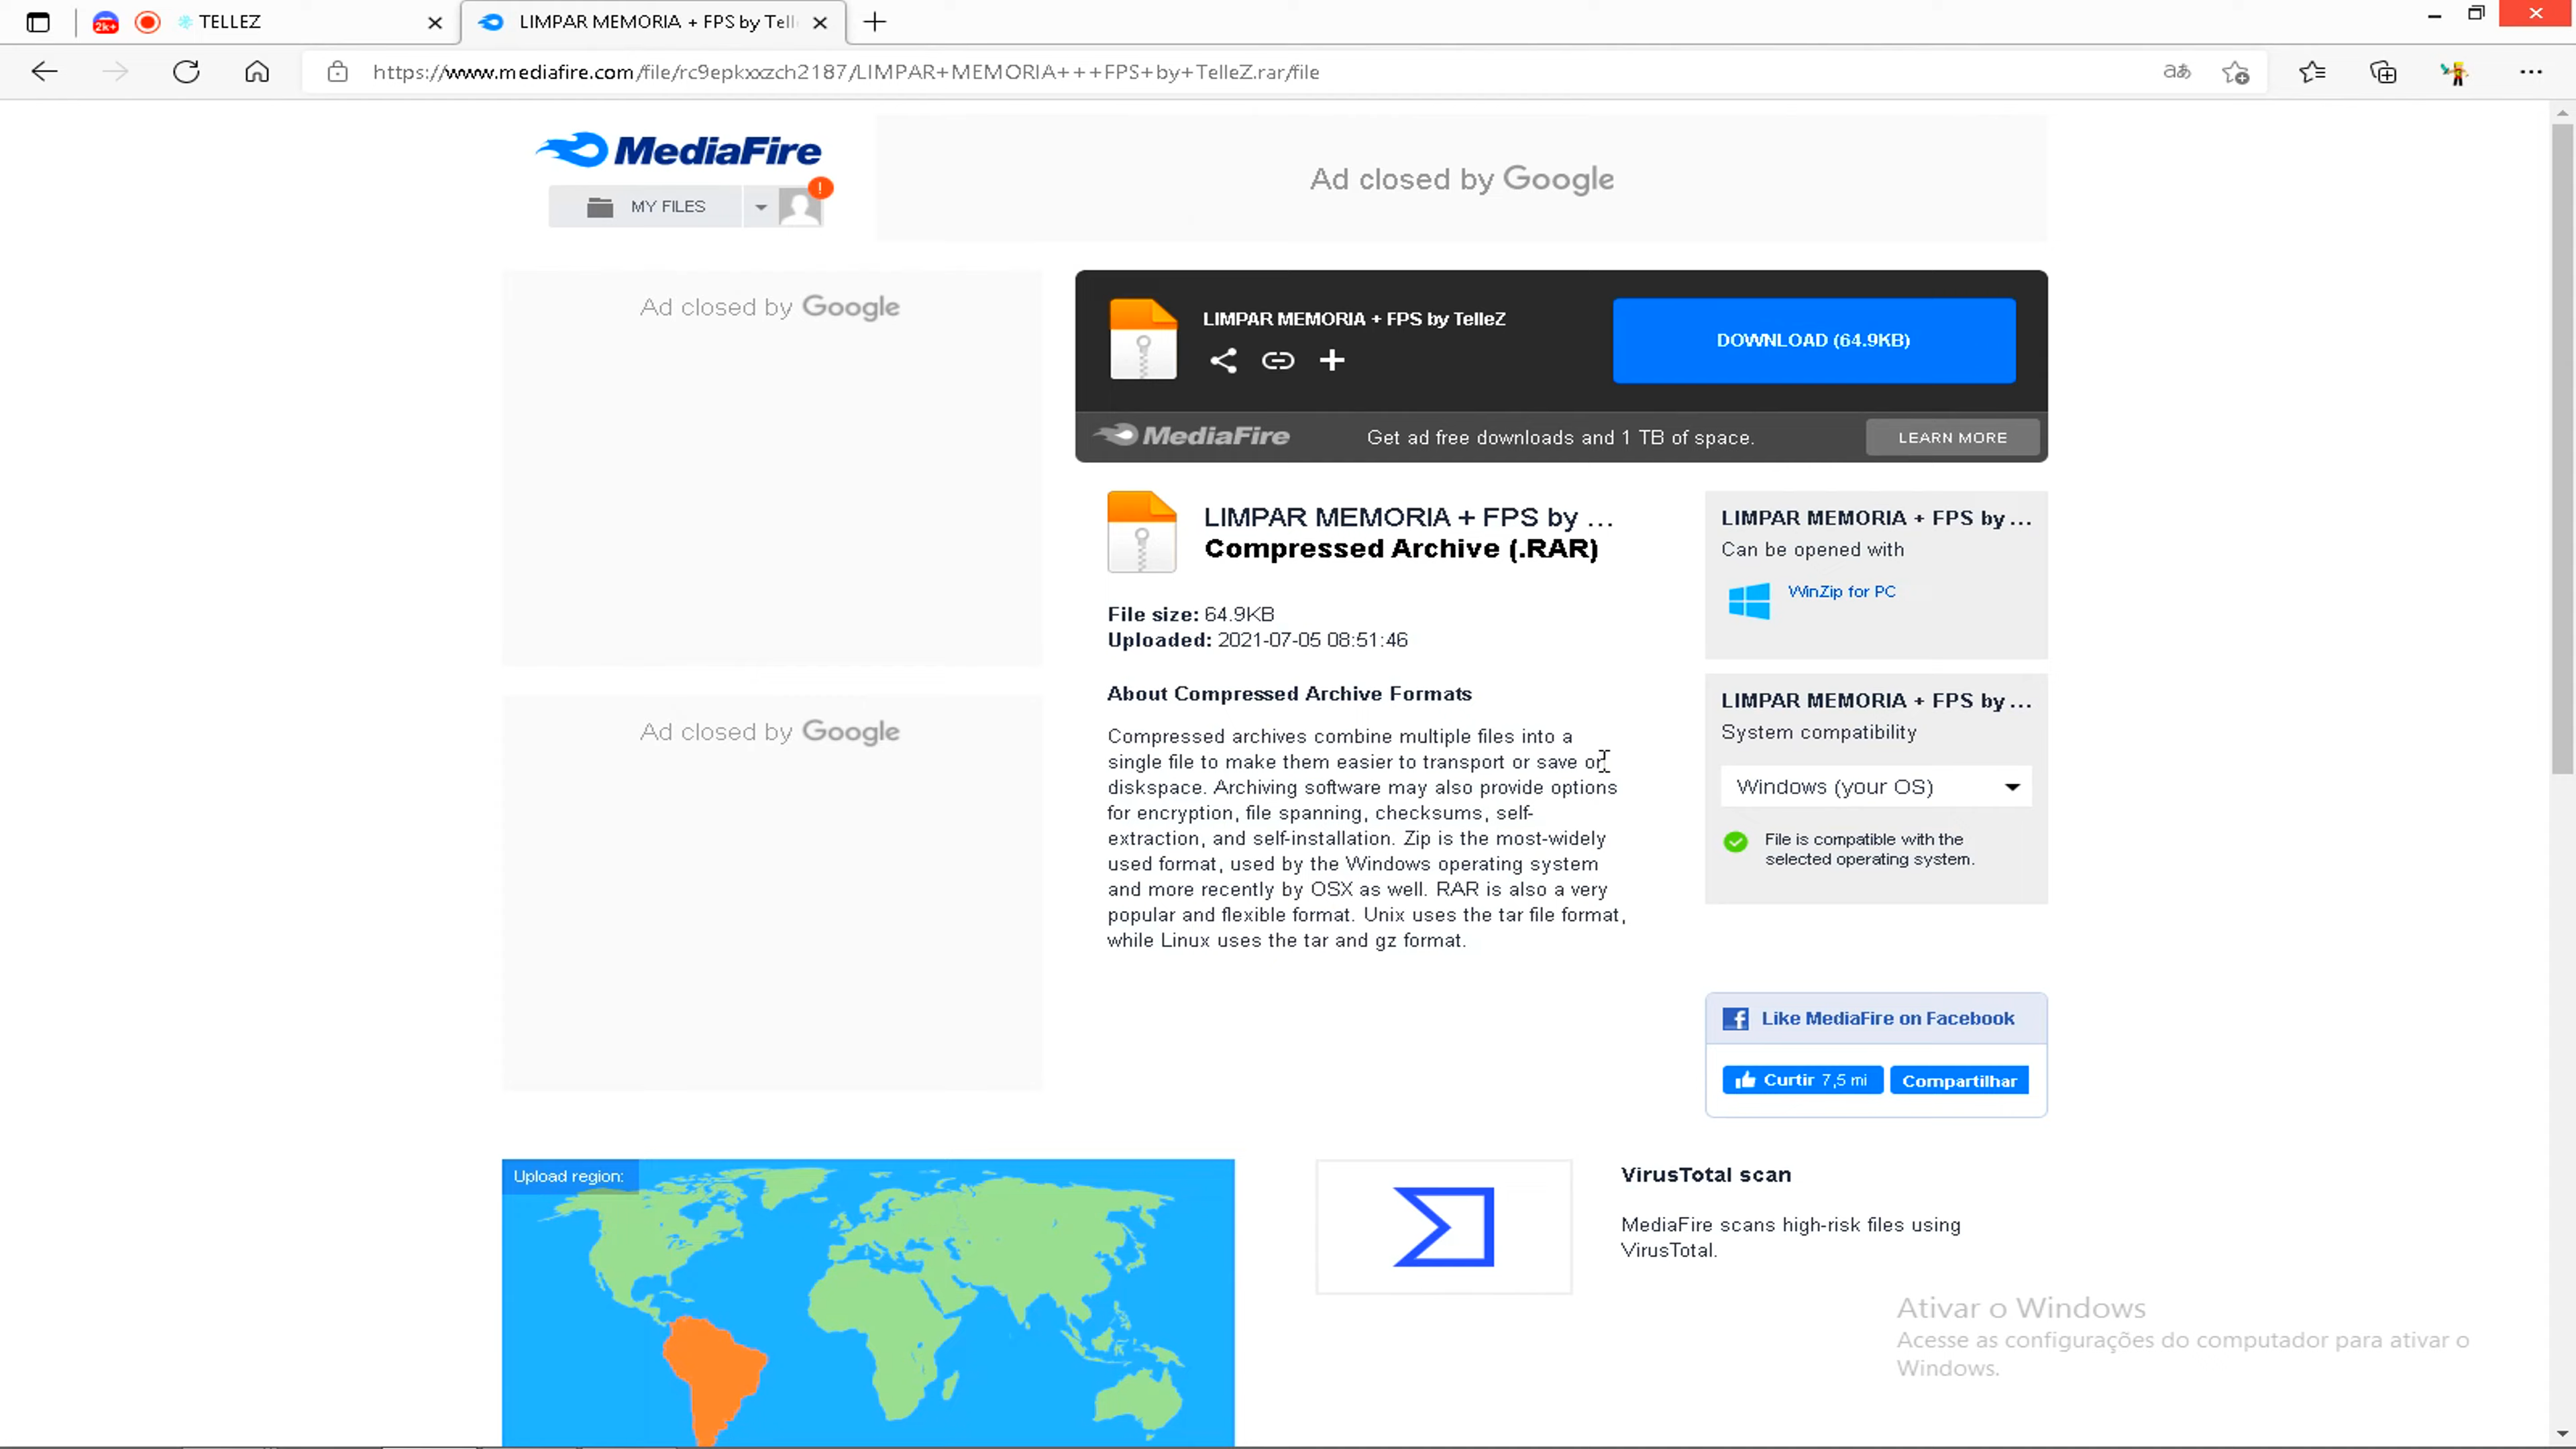 2k+
TELLEZ
LIMPAR MEMORIA + FPS by Tell
https://www.mediafire.com/file/rc9epkxxzch2187/LIMPAR+MEMORIA+++FPS+by+TelleZ.rar/file
MediaFire
Ad closed by Google
!
MY FILES
Ad closed by Google
LIMPAR MEMORIA + FPS by TelleZ
DOWNLOAD (64.9KB)
MediaFire
Get ad free downloads and 1 TB of space.
LEARN MORE
LIMPAR MEMORIA + FPS by ...
Compressed Archive (.RAR)
File size: 64.9KB
Uploaded: 2021-07-05 08:51:46
About Compressed Archive Formats
Compressed archives combine multiple files into a
single file to make them easier to transport or save on
diskspace. Archiving software may also provide options
for encryption, file spanning, checksums, self-
extraction, and self-installation. Zip is the most-widely
used format, used by the Windows operating system
and more recently by OSX as well. RAR is also a very
popular and flexible format. Unix uses the tar file format,
while Linux uses the tar and gz format.
LIMPAR MEMORIA + FPS by ...
Can be opened with
WinZip for PC
LIMPAR MEMORIA + FPS by ...
System compatibility
Windows (your OS)
File is compatible with the
selected operating system.
Ad closed by Google
Like MediaFire on Facebook
Curtir 7,5 mi
Compartilhar
Upload region:
VirusTotal scan
MediaFire scans high-risk files using
VirusTotal.
Ativar o Windows
Acesse as configurações do computador para ativar o
Windows.